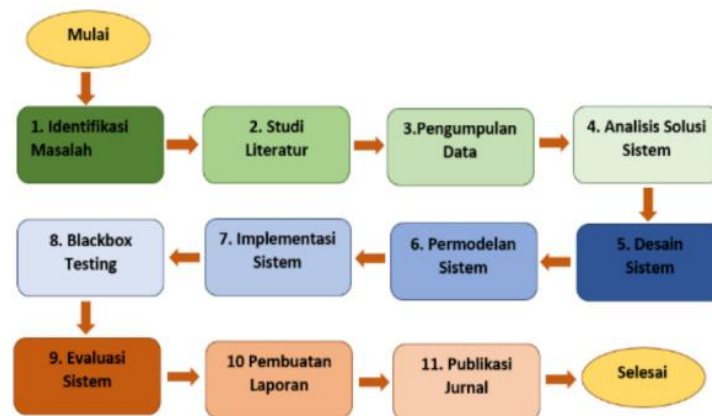 Mulai
1. Identifikasi
Masalah
2. Studi
Literatur
3.Pengumpulan
Data
4. Analisis Solusi
Sistem
5. Desain
Sistem
6. Permodelan
Sistem
7. Implementasi
Sistem
8. Blackbox
Testing
9. Evaluasi
Sistem
10 Pembuatan
Laporan
11. Publikasi
Jurnal
Selesai